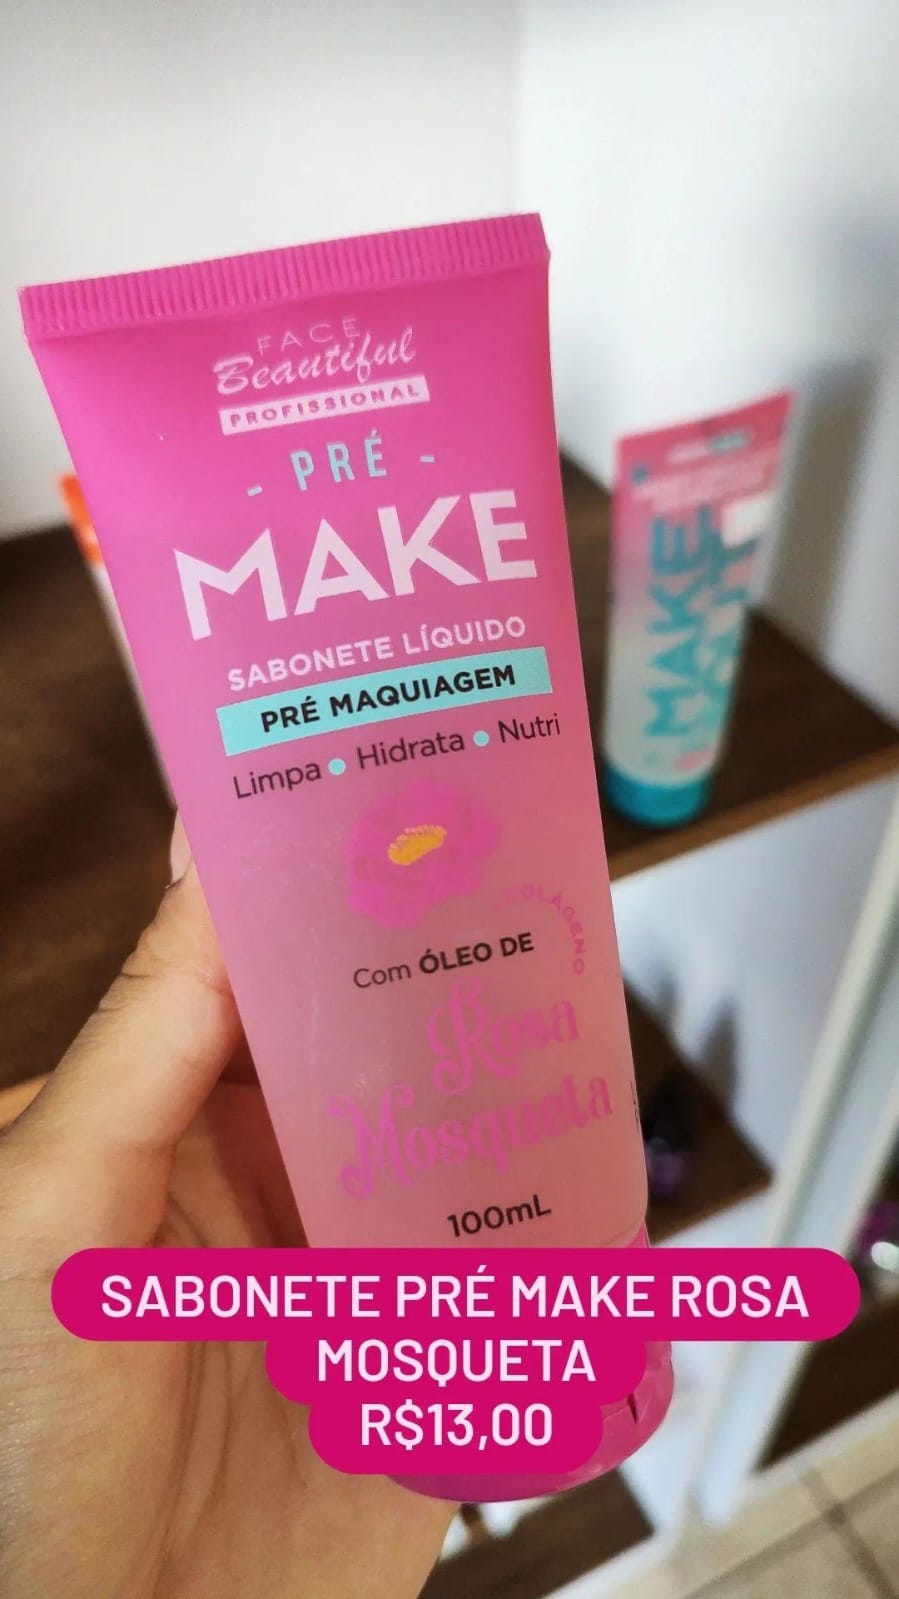 FACE
Beautiful
PROFISSIONAL
- PRÉ -
MAKE
SABONETE LÍQUIDO
PRÉ MAQUIAGEM
Limpa • Hidrata • Nutri
COLÁGENO
Com ÓLEO DE
Rosa
Mosqueta
100mL
MAKE
SABONETE PRÉ MAKE ROSA
MOSQUETA
R$13,00